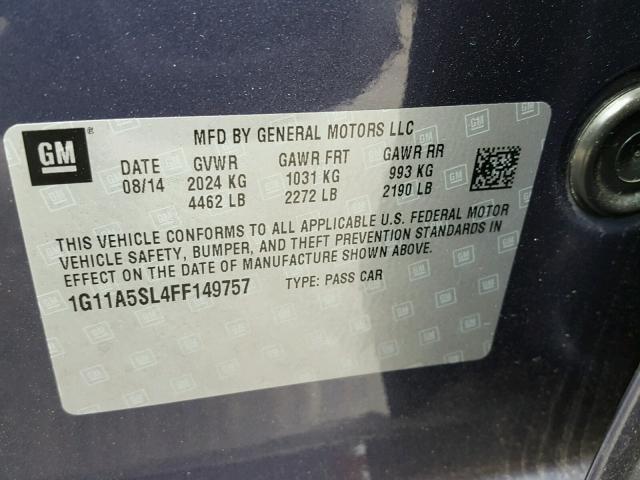 GM ®
MFD BY GENERAL MOTORS LLC
DATE GVWR GAWR FRT GAWR RR
08/14 2024 KG 1031 KG 993 KG
4462 LB 2272 LB 2190 LB
THIS VEHICLE CONFORMS TO ALL APPLICABLE U.S. FEDERAL MOTOR
VEHICLE SAFETY, BUMPER, AND THEFT PREVENTION STANDARDS IN
EFFECT ON THE DATE OF MANUFACTURE SHOWN ABOVE.
1G11A5SL4FF149757 TYPE: PASS CAR